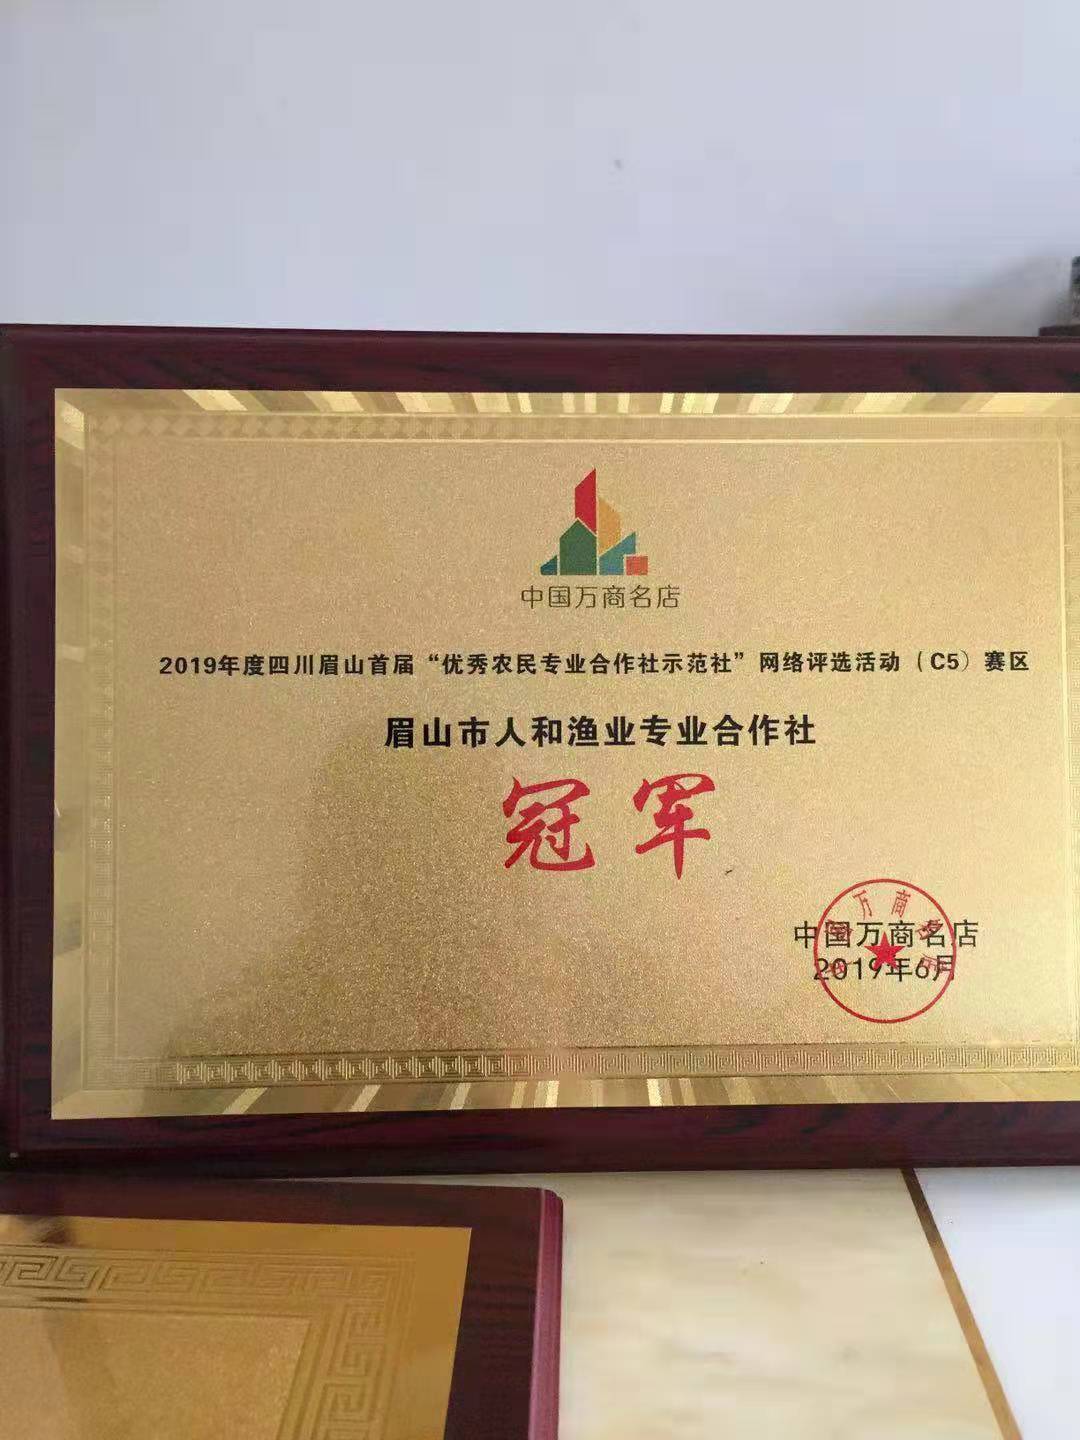 中国万商名店
2019年度四川眉山首届“优秀农民专业合作社示范社”网络评选活动（C5）赛区
眉山市人和渔业专业合作社
冠军
中国万商名店
2019年6月